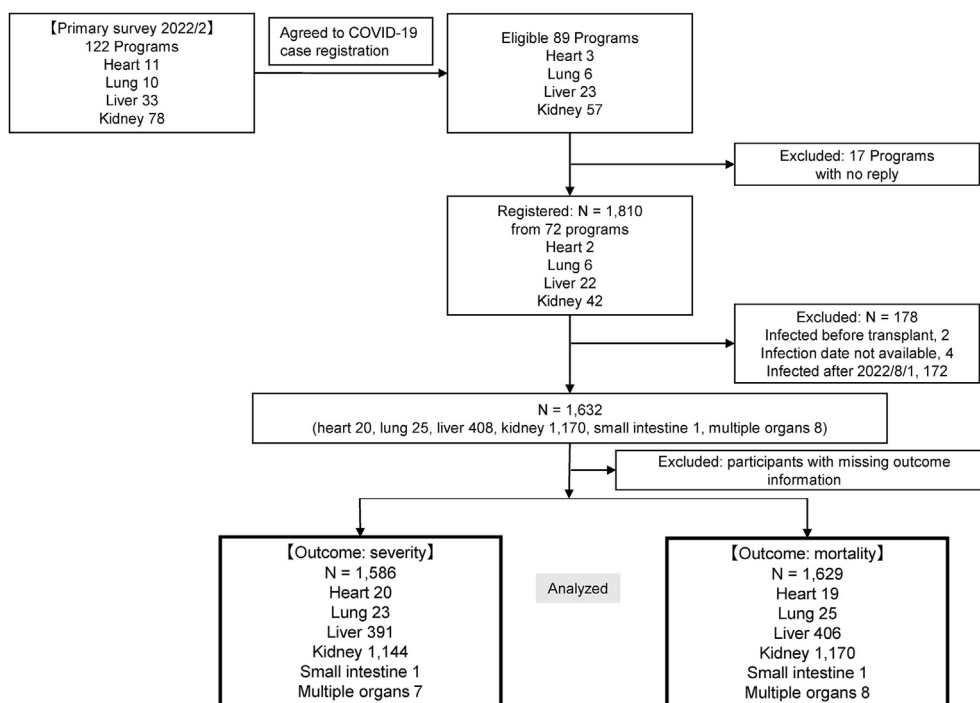 【Primary survey 2022/2】
122 Programs
Heart 11
Lung 10
Liver 33
Kidney 78
Agreed to COVID-19
case registration
Eligible 89 Programs
Heart 3
Lung 6
Liver 23
Kidney 57
Excluded: 17 Programs
with no reply
Registered: N = 1,810
from 72 programs
Heart 2
Lung 6
Liver 22
Kidney 42
Excluded: N = 178
Infected before transplant, 2
Infection date not available, 4
Infected after 2022/8/1, 172
N = 1,632
(heart 20, lung 25, liver 408, kidney 1,170, small intestine 1, multiple organs 8)
Excluded: participants with missing outcome
information
【Outcome: severity】
N = 1,586
Heart 20
Lung 23
Liver 391
Kidney 1,144
Small intestine 1
Multiple organs 7
Analyzed
【Outcome: mortality】
N = 1,629
Heart 19
Lung 25
Liver 406
Kidney 1,170
Small intestine 1
Multiple organs 8